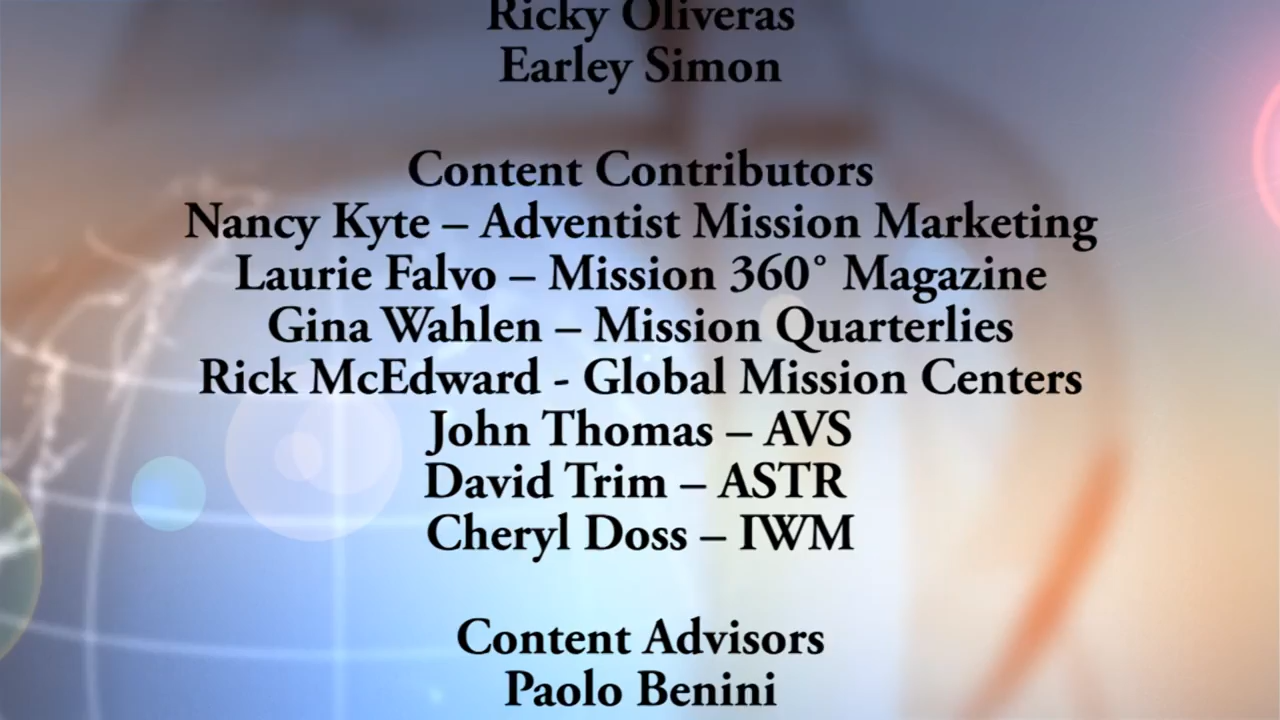 Ricky Oliveras
Earley Simon
Content Contributors
Nancy Kyte – Adventist Mission Marketing
Laurie Falvo – Mission 360° Magazine
Gina Wahlen – Mission Quarterlies
Rick McEdward - Global Mission Centers
John Thomas – AVS
David Trim – ASTR
Cheryl Doss – IWM
Content Advisors
Paolo Benini